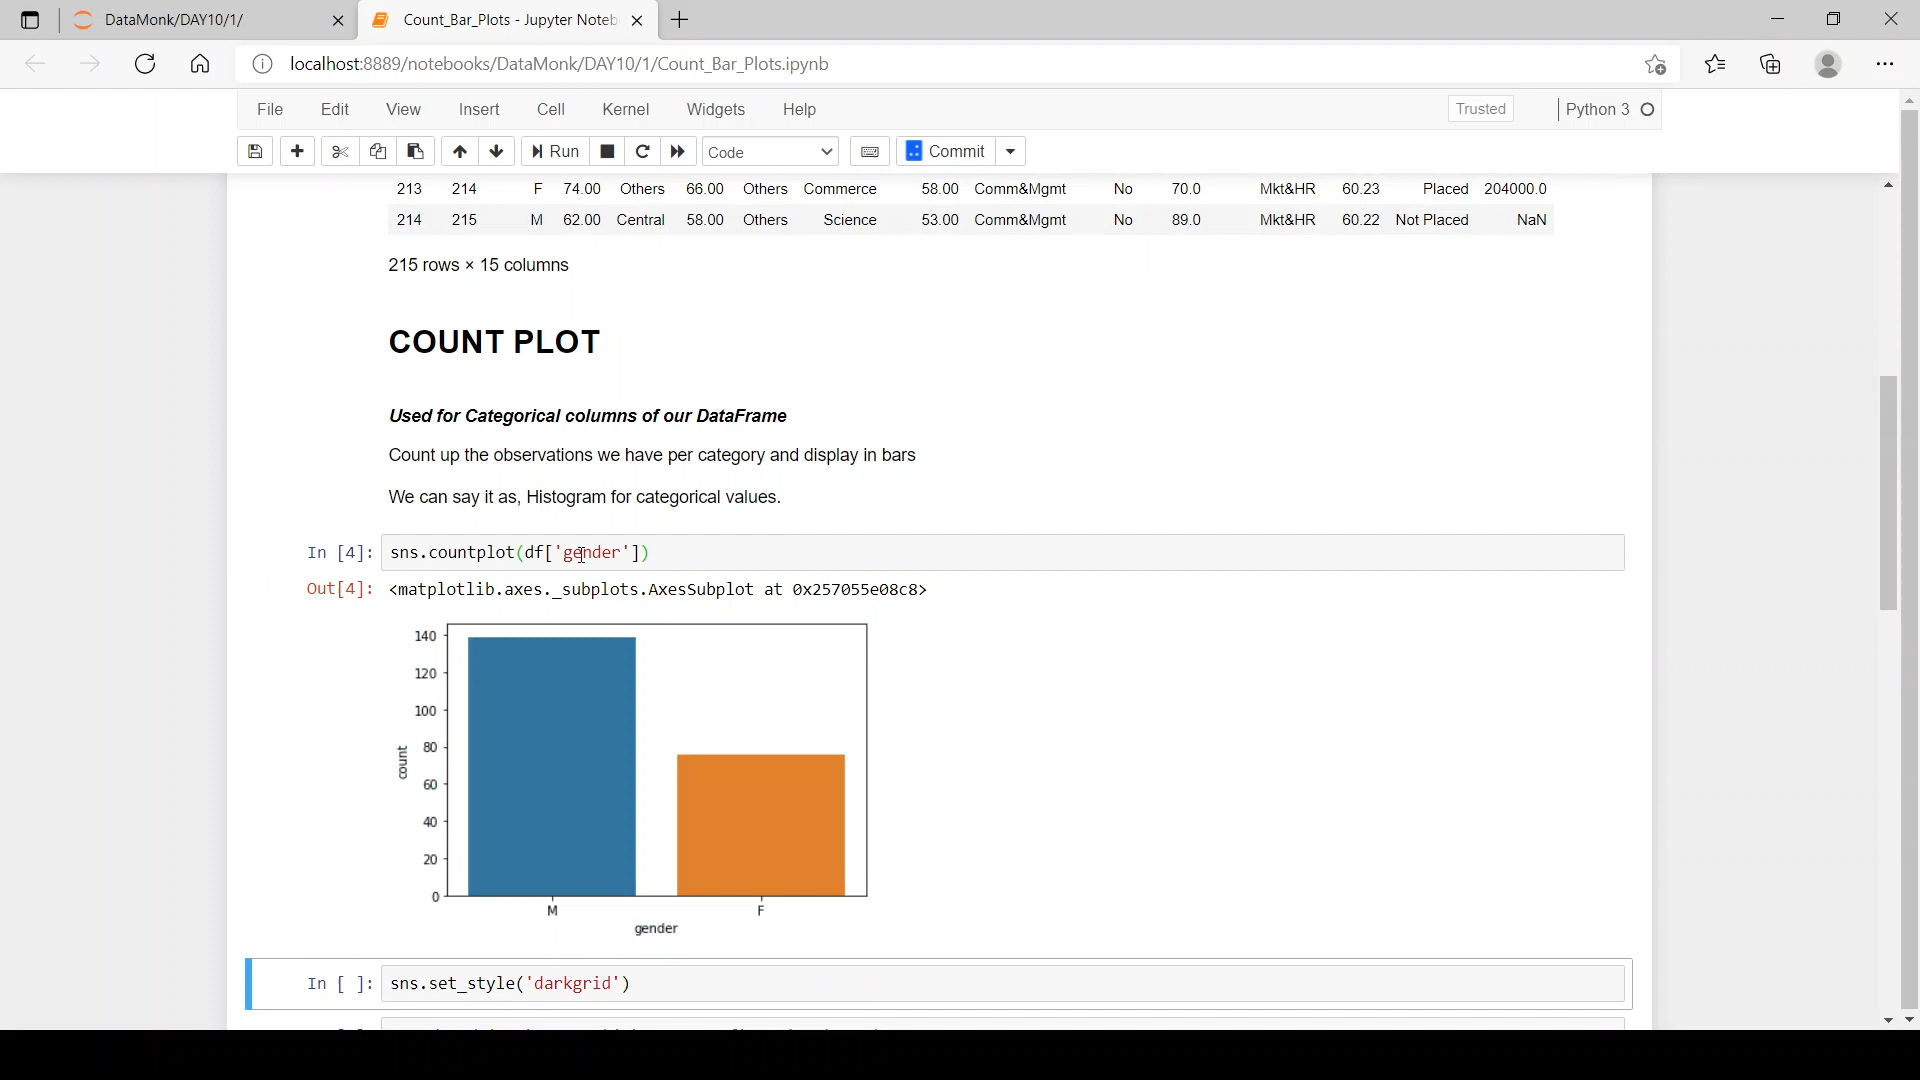 DataMonk/DAY10/1/
Count_Bar_Plots - Jupyter Noteb
localhost:8889/notebooks/DataMonk/DAY10/1/Count_Bar_Plots.ipynb
File Edit View Insert Cell Kernel Widgets Help Trusted Python 3
Run Code Commit
213 214 F 74.00 Others 66.00 Others Commerce 58.00 Comm&Mgmt No 70.0 Mkt&HR 60.23 Placed 204000.0
214 215 M 62.00 Central 58.00 Others Science 53.00 Comm&Mgmt No 89.0 Mkt&HR 60.22 Not Placed NaN
215 rows × 15 columns
COUNT PLOT
Used for Categorical columns of our DataFrame
Count up the observations we have per category and display in bars
We can say it as, Histogram for categorical values.
In [4]: sns.countplot(df['gender'])
Out[4]: <matplotlib.axes._subplots.AxesSubplot at 0x257055e08c8>
140
120
100
80
60
40
20
0
count
M F
gender
In [ ]: sns.set_style('darkgrid')